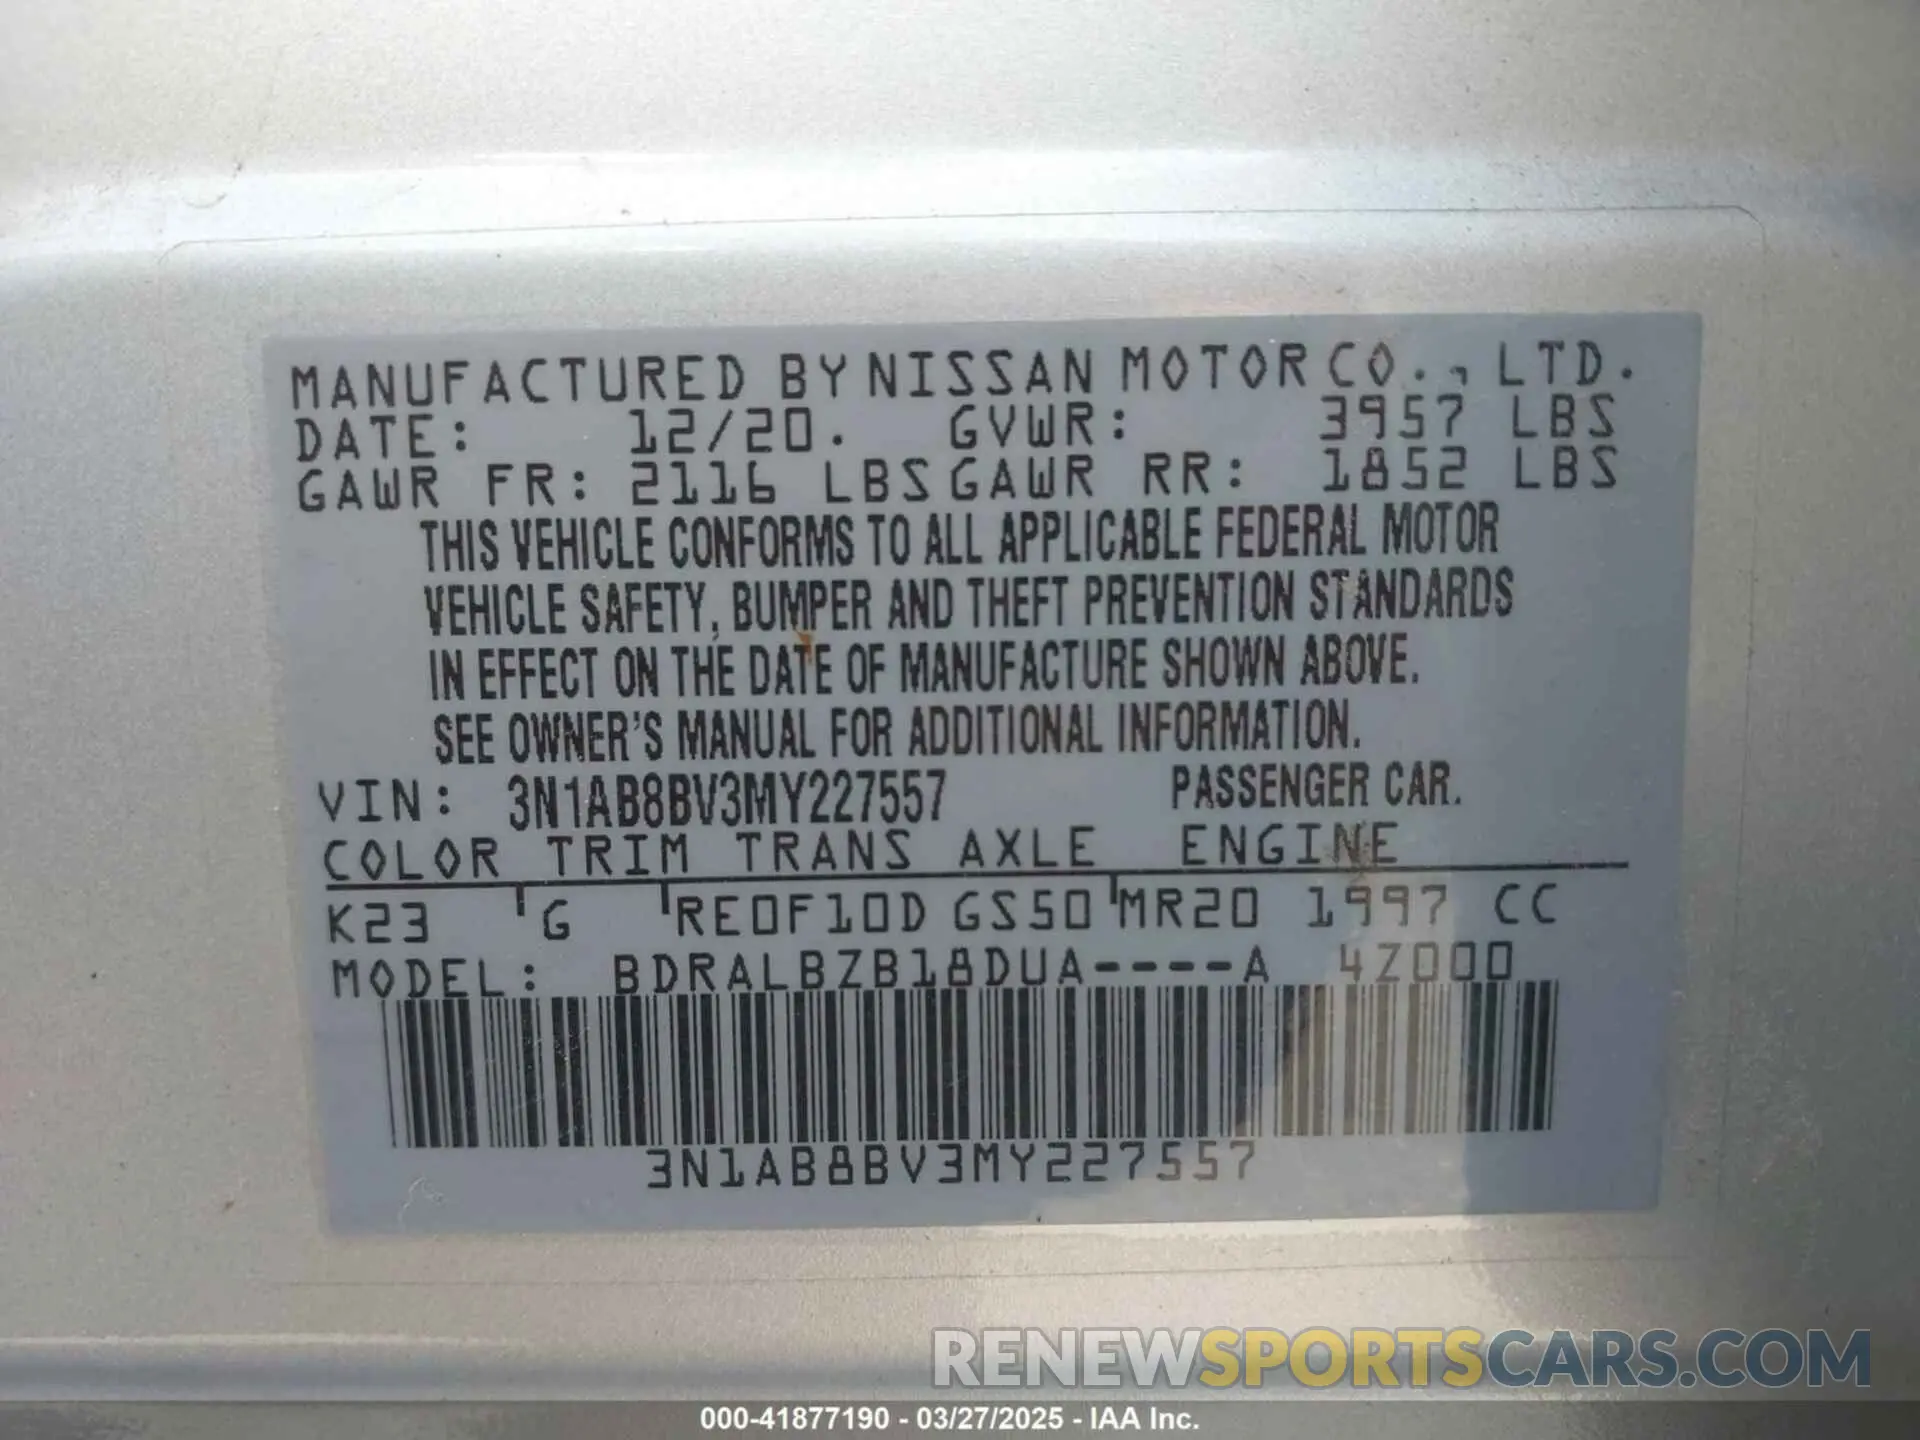 MANUFACTURED BY NISSAN MOTOR CO., LTD.
DATE: 12/20. GVWR: 3957 LBS
GAWR FR: 2116 LBS GAWR RR: 1852 LBS
THIS VEHICLE CONFORMS TO ALL APPLICABLE FEDERAL MOTOR
VEHICLE SAFETY, BUMPER AND THEFT PREVENTION STANDARDS
IN EFFECT ON THE DATE OF MANUFACTURE SHOWN ABOVE.
SEE OWNER'S MANUAL FOR ADDITIONAL INFORMATION.
VIN: 3N1AB8BV3MY227557 PASSENGER CAR.
COLOR TRIM TRANS AXLE ENGINE
K23 G RE0F10D GS50 MR20 1997 CC
MODEL: BDRALBZB18DUA----A 4Z000
3N1AB8BV3MY227557
RENEWSPORTSCARS.COM
000-41877190 - 03/27/2025 - IAA Inc.